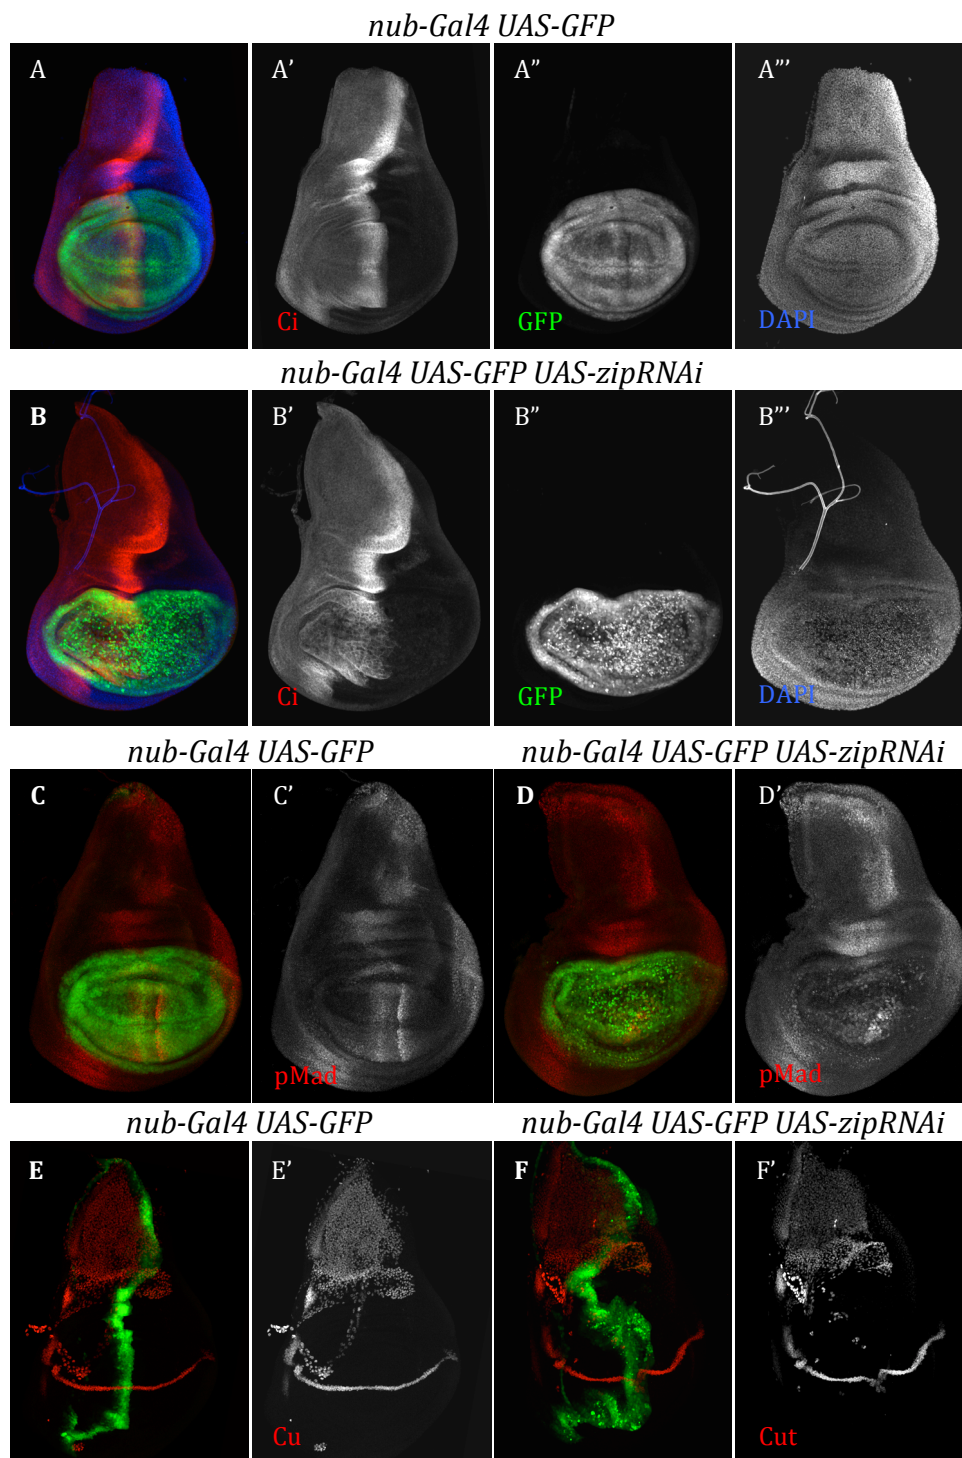 nub-Gal4 UAS-GFP
A A' A" A"'
Ci GFP DAPI
nub-Gal4 UAS-GFP UAS-zipRNAi
B B' B" B"'
Ci GFP DAPI
nub-Gal4 UAS-GFP nub-Gal4 UAS-GFP UAS-zipRNAi
C C' D D'
pMad pMad
nub-Gal4 UAS-GFP nub-Gal4 UAS-GFP UAS-zipRNAi
E E' F F'
Cu Cut